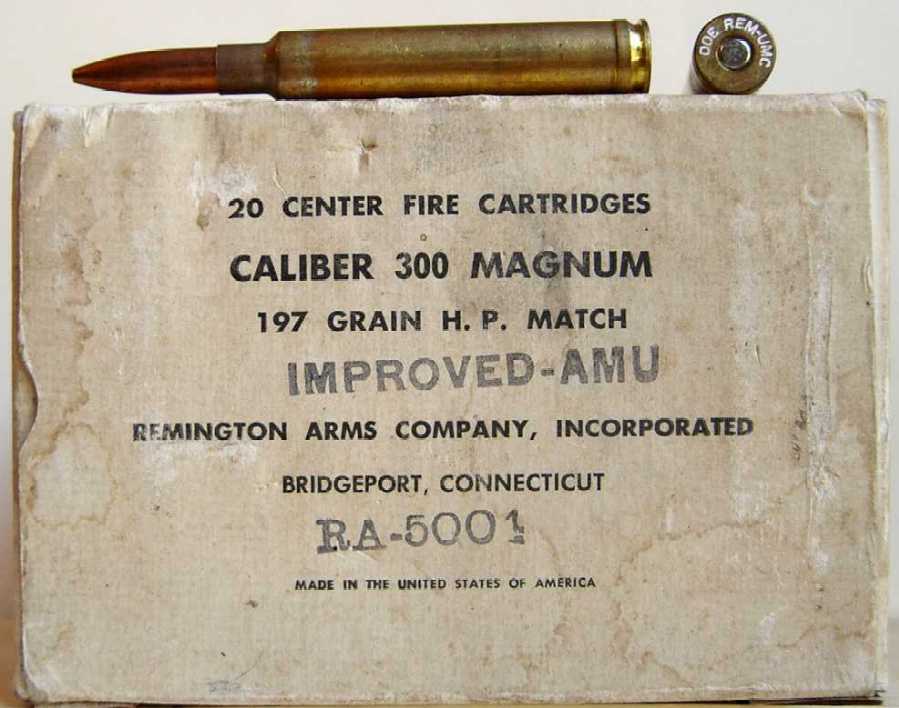 OOE REM-UMC
20 CENTER FIRE CARTRIDGES
CALIBER 300 MAGNUM
197 GRAIN H. P. MATCH
IMPROVED-AMU
REMINGTON ARMS COMPANY, INCORPORATED
BRIDGEPORT, CONNECTICUT
RA-5001
MADE IN THE UNITED STATES OF AMERICA